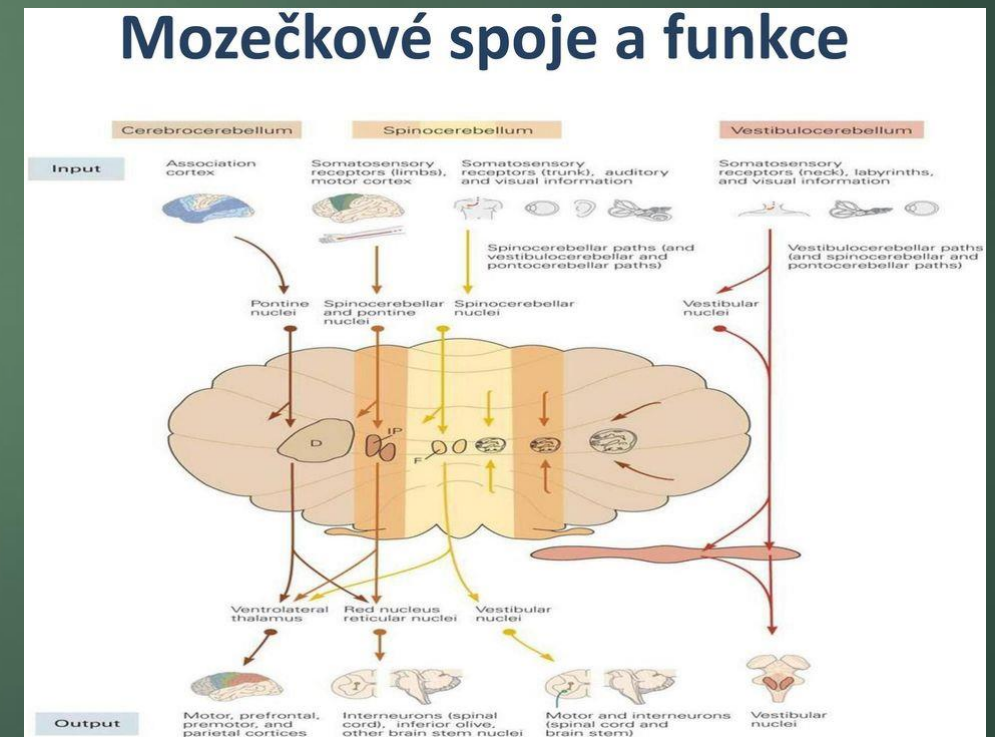 Mozečkové spoje a funkce
Cerebrocerebellum
Spinocerebellum
Vestibulocerebellum
Input
Association
cortex
Somatosensory
receptors (limbs),
motor cortex
Somatosensory
receptors (trunk), auditory
and visual information
Somatosensory
receptors (neck), labyrinths,
and visual information
Spinocerebellar paths (and
vestibulocerebellar and
pontocerebellar paths)
Vestibulocerebellar paths
(and spinocerebellar and
pontocerebellar paths)
Pontine
nuclei
Spinocerebellar
and pontine
nuclei
Spinocerebellar
nuclei
Vestibular
nuclei
D
IP
F
Ventrolateral
thalamus
Red nucleus
reticular nuclei
Vestibular
nuclei
Output
Motor, prefrontal,
premotor, and
parietal cortices
Interneurons (spinal
cord), inferior olive,
other brain stem nuclei
Motor and interneurons
(spinal cord and
brain stem)
Vestibular
nuclei